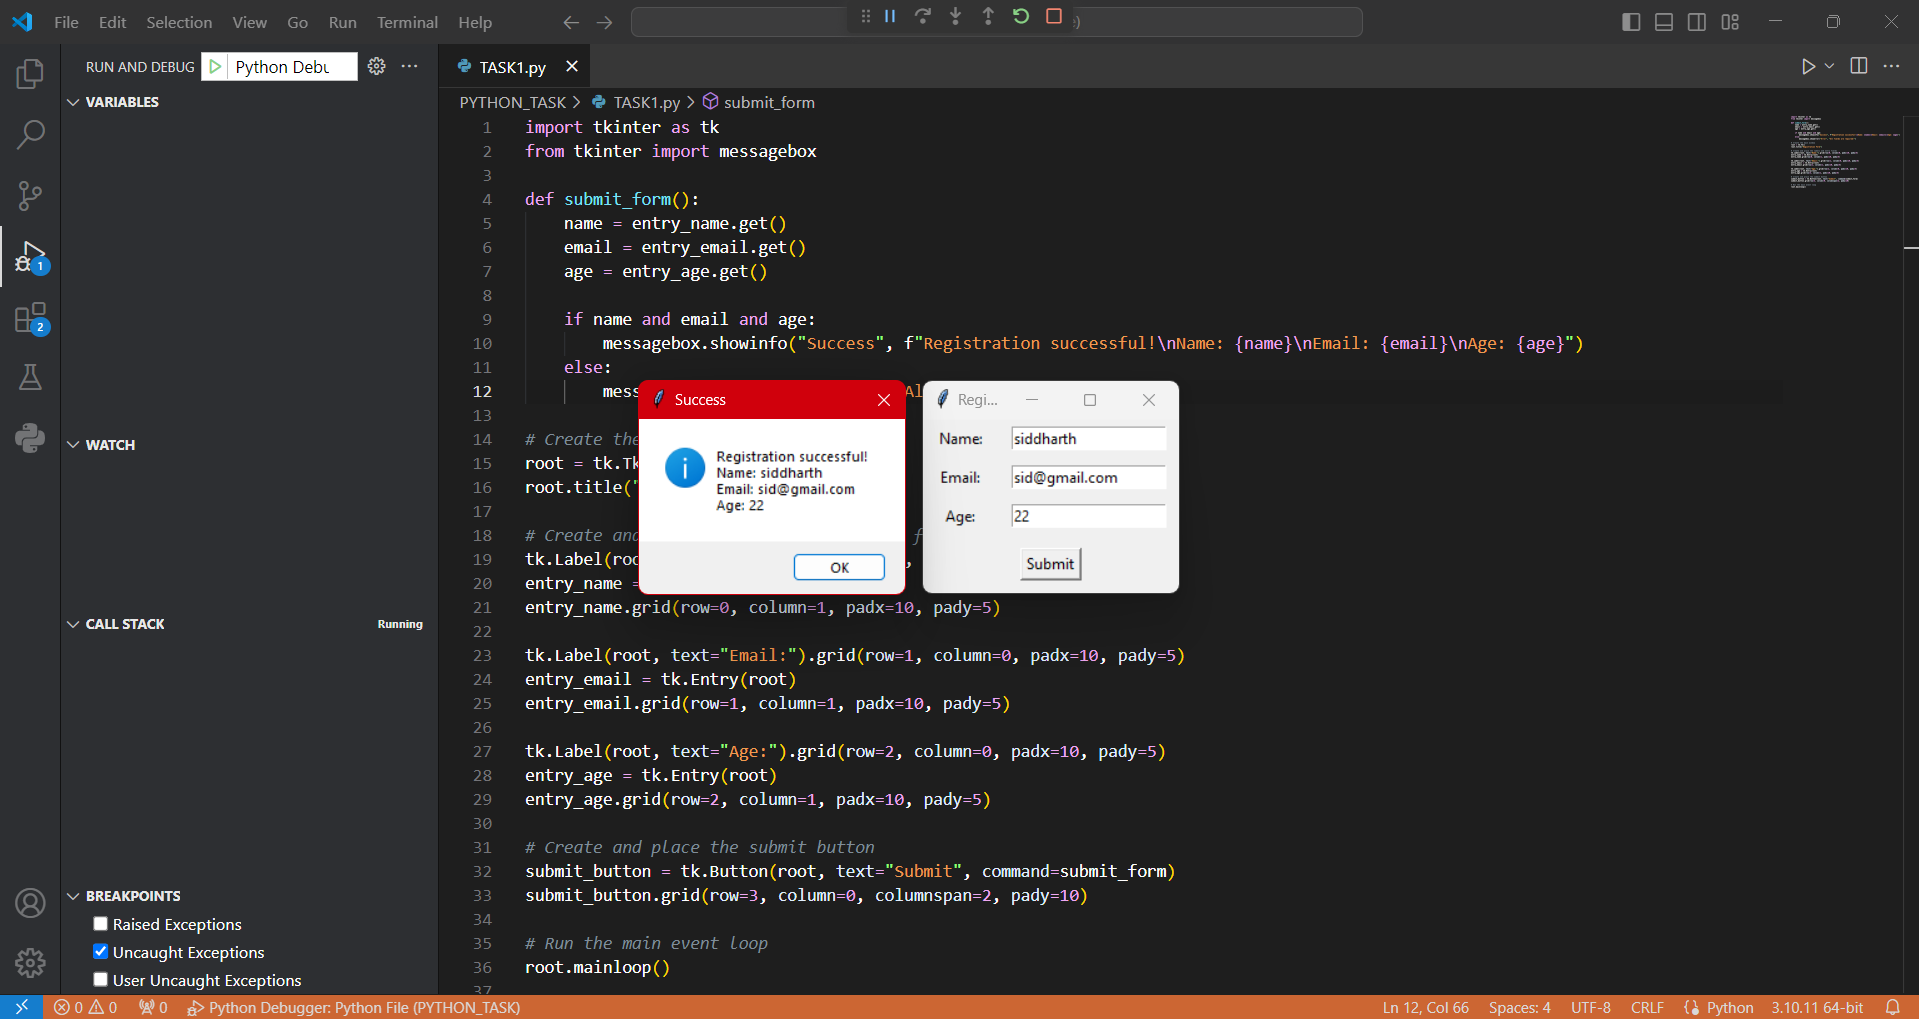 File Edit Selection View Go Run Terminal Help
RUN AND DEBUG Python Debu
VARIABLES
WATCH
CALL STACK Running
BREAKPOINTS
Raised Exceptions
Uncaught Exceptions
User Uncaught Exceptions
1
2
TASK1.py
PYTHON_TASK > TASK1.py > submit_form
1 import tkinter as tk
2 from tkinter import messagebox
3
4 def submit_form():
5 name = entry_name.get()
6 email = entry_email.get()
7 age = entry_age.get()
8
9 if name and email and age:
10 messagebox.showinfo("Success", f"Registration successful!\nName: {name}\nEmail: {email}\nAge: {age}")
11 else:
12 mess Al
13
14 # Create the
15 root = tk.Tk
16 root.title("
17
18 # Create and f
19 tk.Label(roo ,
20 entry_name =
21 entry_name.grid(row=0, column=1, padx=10, pady=5)
22
23 tk.Label(root, text="Email:").grid(row=1, column=0, padx=10, pady=5)
24 entry_email = tk.Entry(root)
25 entry_email.grid(row=1, column=1, padx=10, pady=5)
26
27 tk.Label(root, text="Age:").grid(row=2, column=0, padx=10, pady=5)
28 entry_age = tk.Entry(root)
29 entry_age.grid(row=2, column=1, padx=10, pady=5)
30
31 # Create and place the submit button
32 submit_button = tk.Button(root, text="Submit", command=submit_form)
33 submit_button.grid(row=3, column=0, columnspan=2, pady=10)
34
35 # Run the main event loop
36 root.mainloop()
37
Success
Registration successful!
Name: siddharth
Email: sid@gmail.com
Age: 22
OK
Regi...
Name: siddharth
Email: sid@gmail.com
Age: 22
Submit
0 0 0 Python Debugger: Python File (PYTHON_TASK) Ln 12, Col 66 Spaces: 4 UTF-8 CRLF Python 3.10.11 64-bit